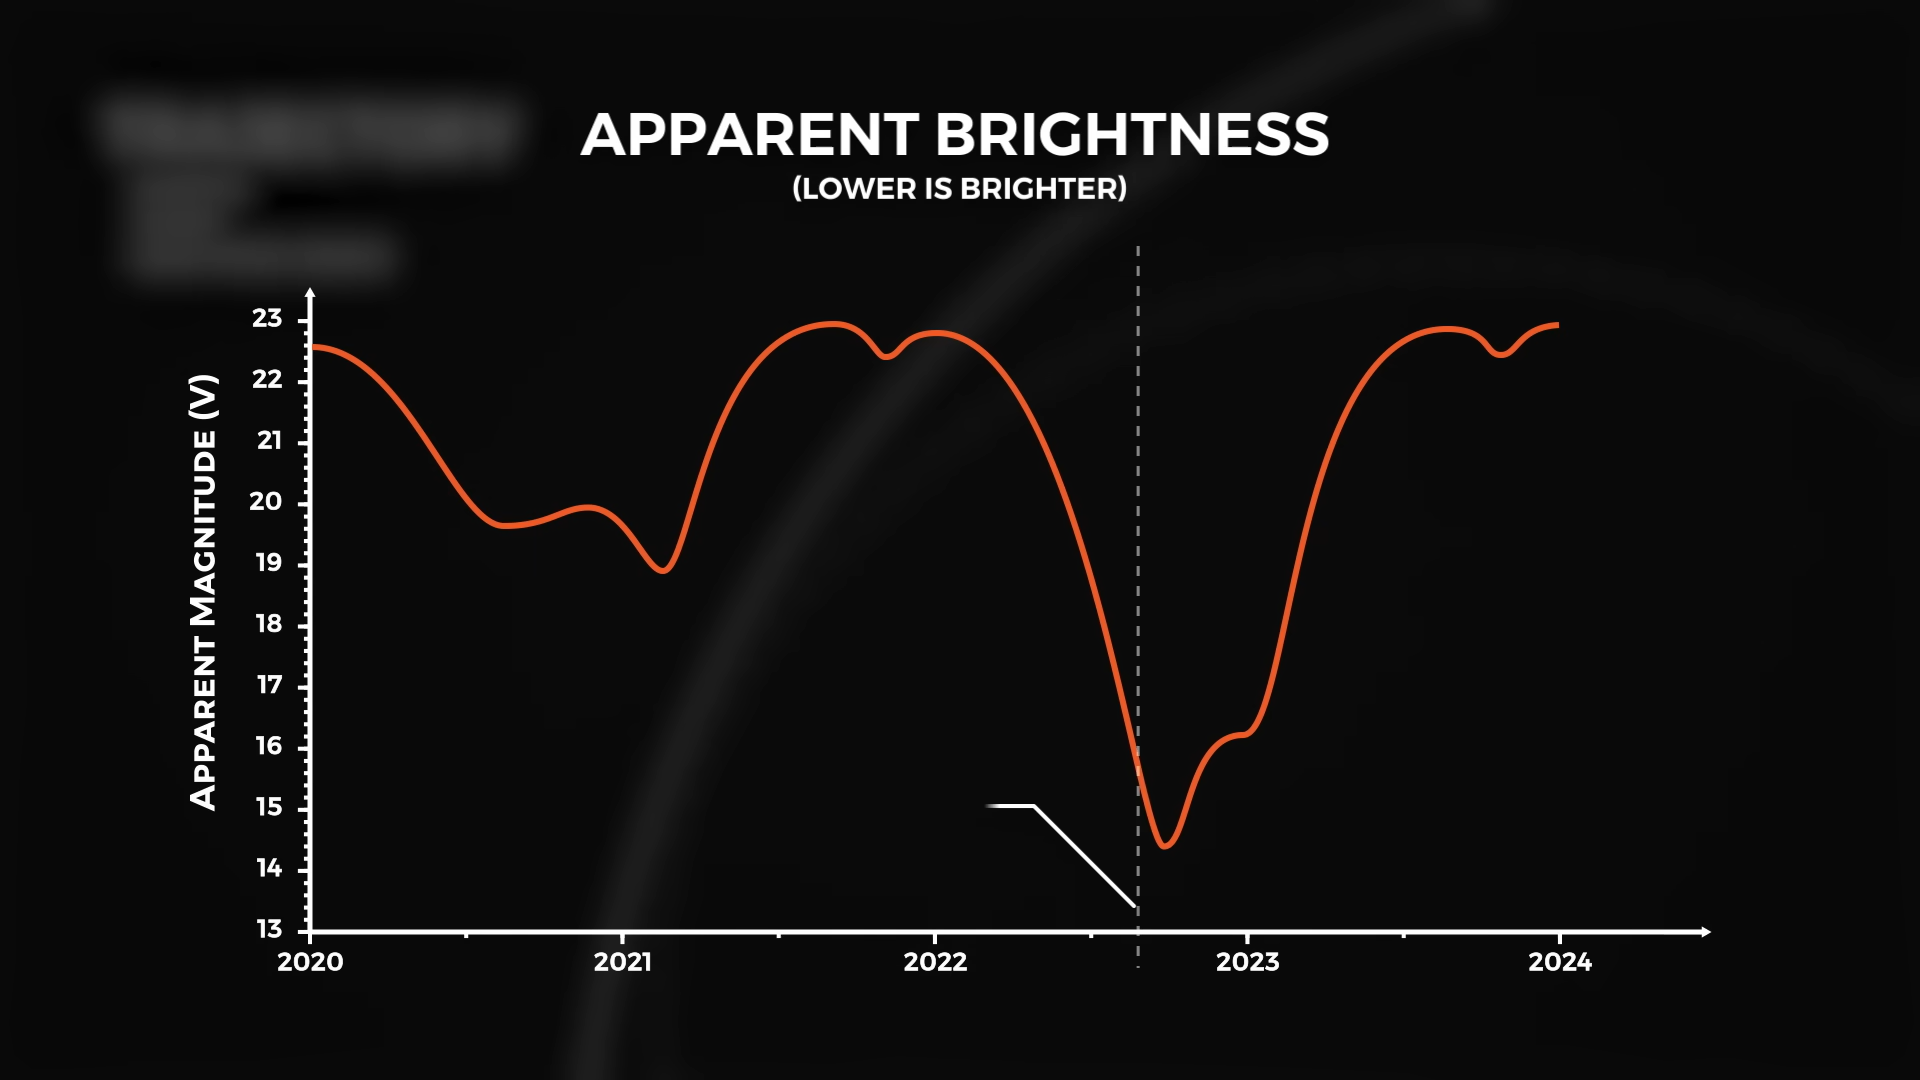 APPARENT BRIGHTNESS
(LOWER IS BRIGHTER)
APPARENT MAGNITUDE (V)
23
22
21
20
19
18
17
16
15
14
13
2020 2021 2022 2023 2024